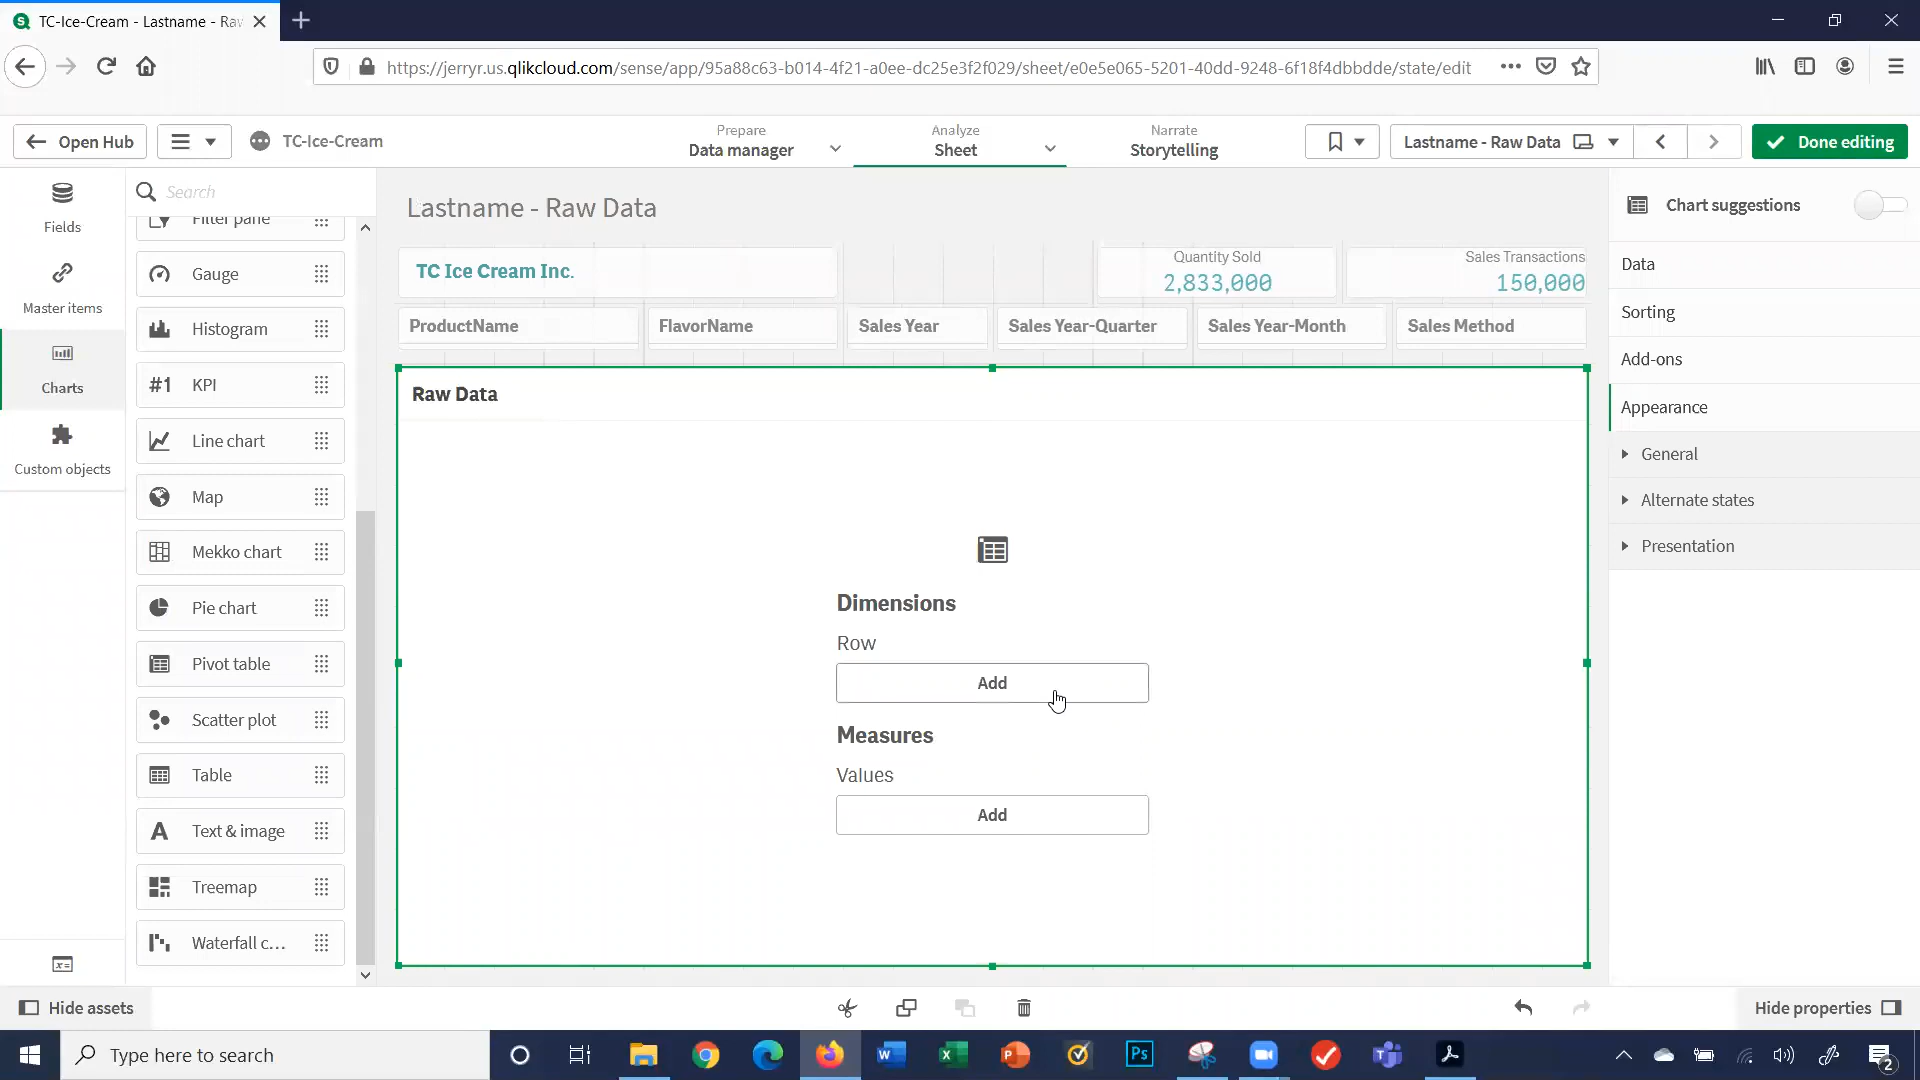 TC-Ice-Cream - Lastname - Raw
https://jerryr.us.qlikcloud.com/sense/app/95a88c63-b014-4f21-a0ee-dc25e3f2f029/sheet/e0e5e065-5201-40dd-9248-6f18f4dbbdde/state/edit
Open Hub
TC-Ice-Cream
Prepare
Data manager
Analyze
Sheet
Narrate
Storytelling
Lastname - Raw Data
Done editing
Fields
Master items
Charts
Custom objects
Search
Filter pane
Gauge
Histogram
#1 KPI
Line chart
Map
Mekko chart
Pie chart
Pivot table
Scatter plot
Table
A Text & image
Treemap
Waterfall c...
Lastname - Raw Data
TC Ice Cream Inc.
Quantity Sold
2,833,000
Sales Transactions
150,000
ProductName
FlavorName
Sales Year
Sales Year-Quarter
Sales Year-Month
Sales Method
Raw Data
Dimensions
Row
Add
Measures
Values
Add
Chart suggestions
Data
Sorting
Add-ons
Appearance
General
Alternate states
Presentation
Hide assets
Hide properties
Type here to search
Ps
2